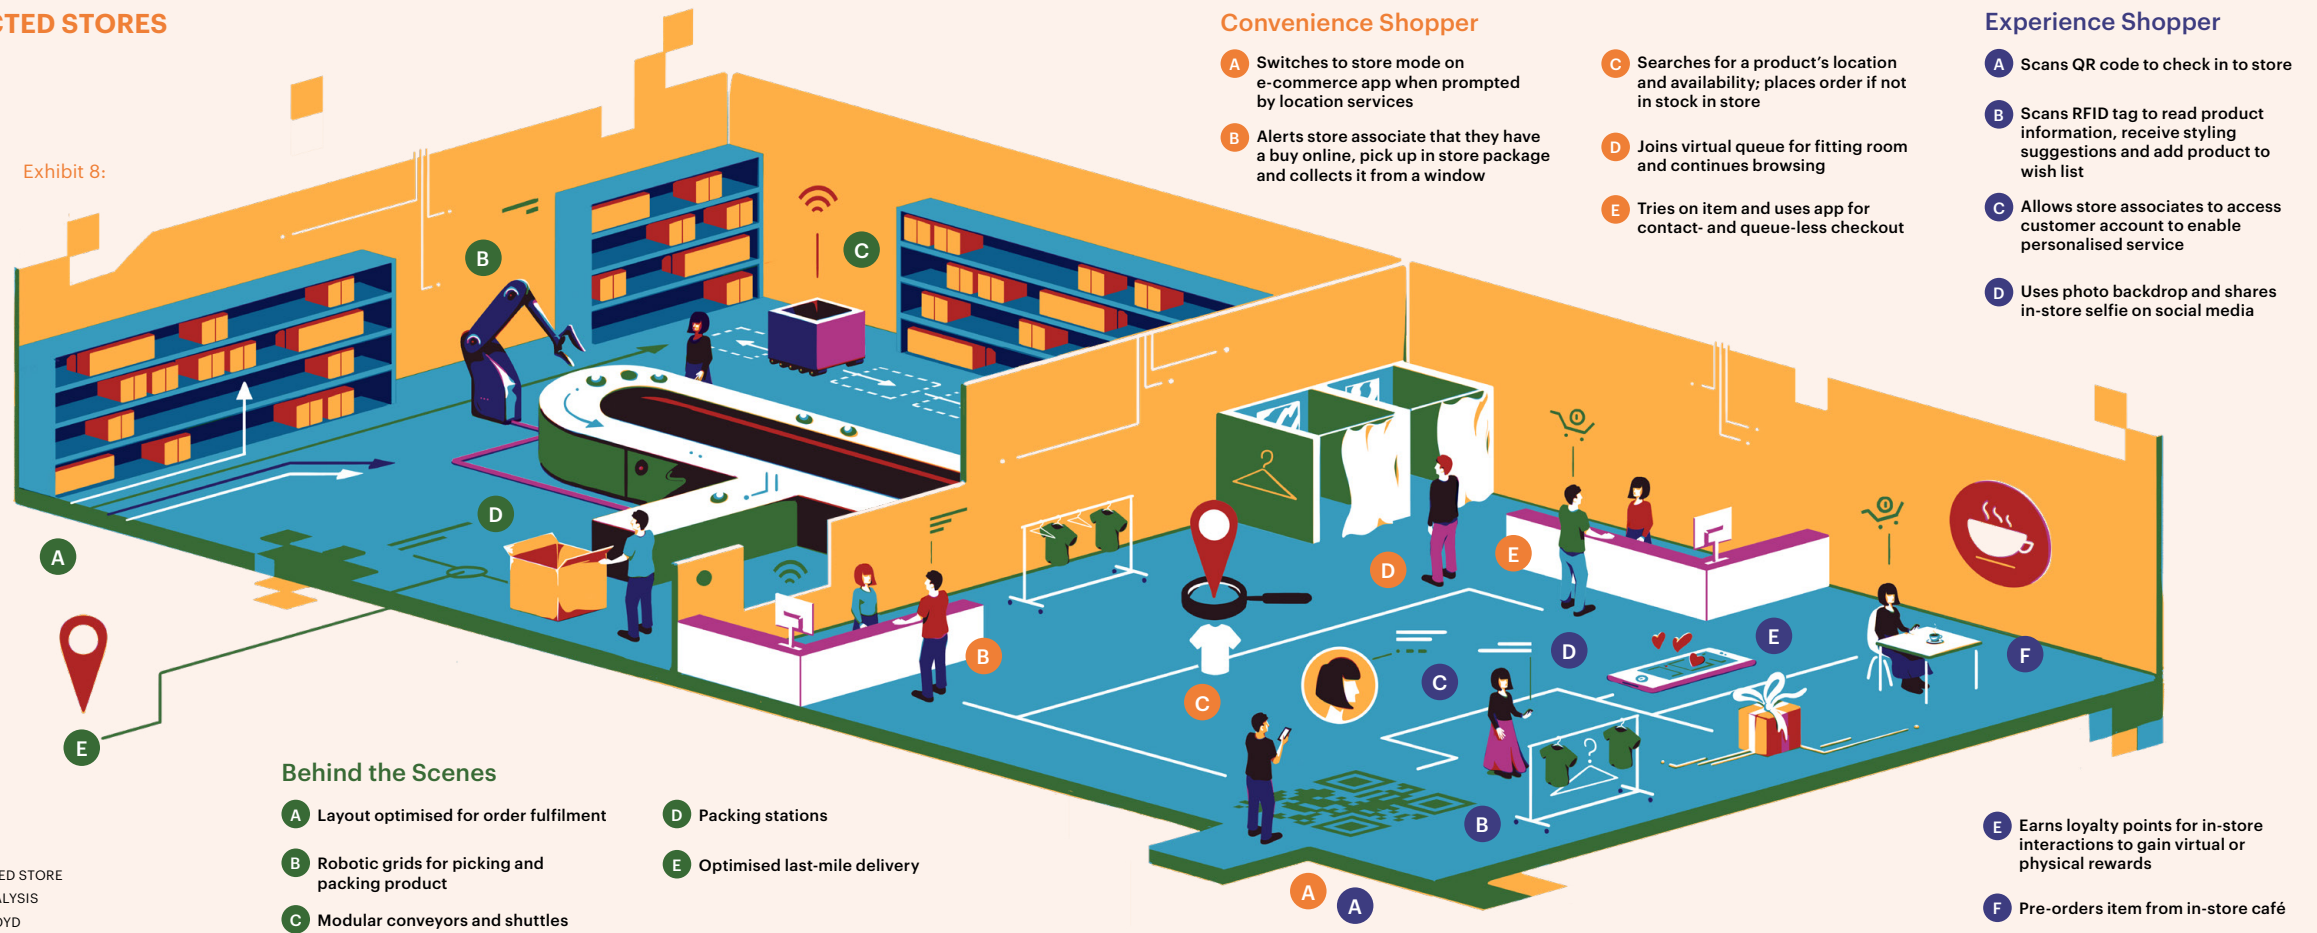 CTED STORES
Exhibit 8:
Convenience Shopper
A Switches to store mode on
e-commerce app when prompted
by location services
B Alerts store associate that they have
a buy online, pick up in store package
and collects it from a window
C Searches for a product's location
and availability; places order if not
in stock in store
D Joins virtual queue for fitting room
and continues browsing
E Tries on item and uses app for
contact- and queue-less checkout
Experience Shopper
A Scans QR code to check in to store
B Scans RFID tag to read product
information, receive styling
suggestions and add product to
wish list
C Allows store associates to access
customer account to enable
personalised service
D Uses photo backdrop and shares
in-store selfie on social media
B
C
A
D
E
B
C
D
E
C
D
E
F
B
A
A
Behind the Scenes
A Layout optimised for order fulfilment
B Robotic grids for picking and
packing product
C Modular conveyors and shuttles
D Packing stations
E Optimised last-mile delivery
E Earns loyalty points for in-store
interactions to gain virtual or
physical rewards
F Pre-orders item from in-store café
ED STORE
ALYSIS
OYD